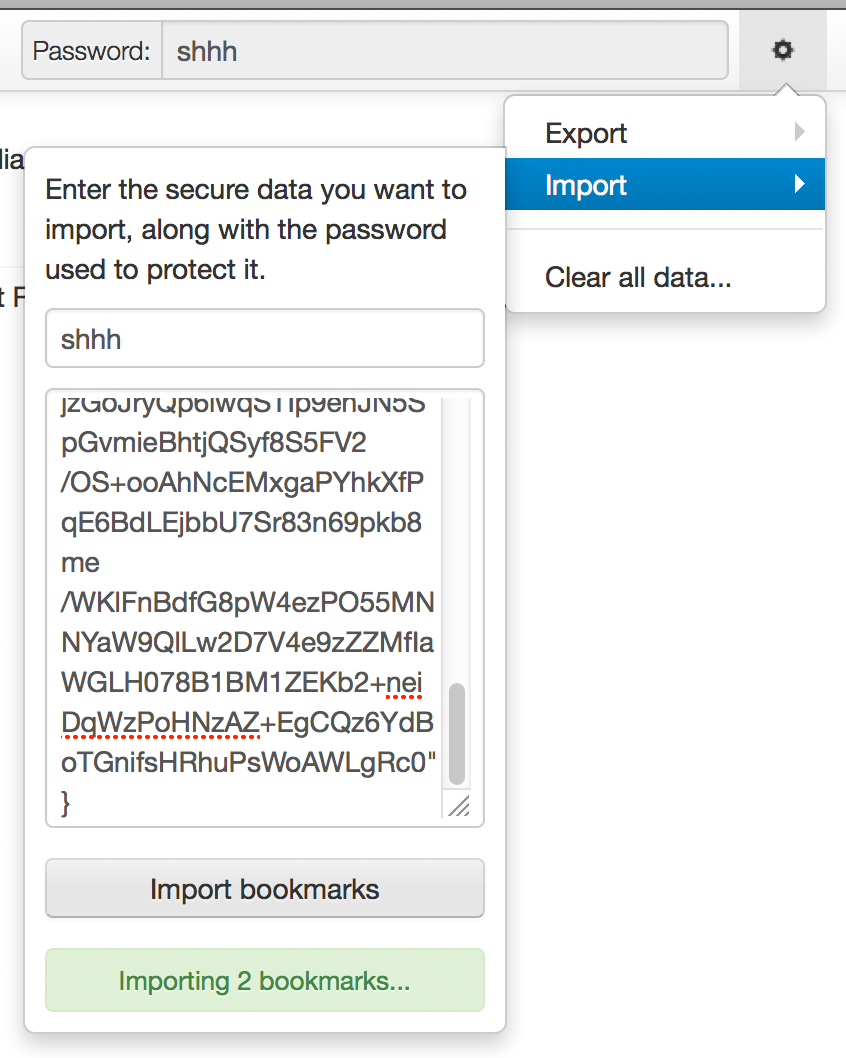 Password: shhh
Export
Import
Clear all data...
lia
t F
Enter the secure data you want to
import, along with the password
used to protect it.
shhh
pGvmieBhtjQSyf8S5FV2
/OS+ooAhNcEMxgaPYhkXfP
qE6BdLEjbbU7Sr83n69pkb8
me
/WKlFnBdfG8pW4ezPO55MN
NYaW9QlLw2D7V4e9zZZMfIa
WGLH078B1BM1ZEKb2+nei
DqWzPoHNzAZ+EgCQz6YdB
oTGnifsHRhuPsWoAWLgRc0"
}
Import bookmarks
Importing 2 bookmarks...